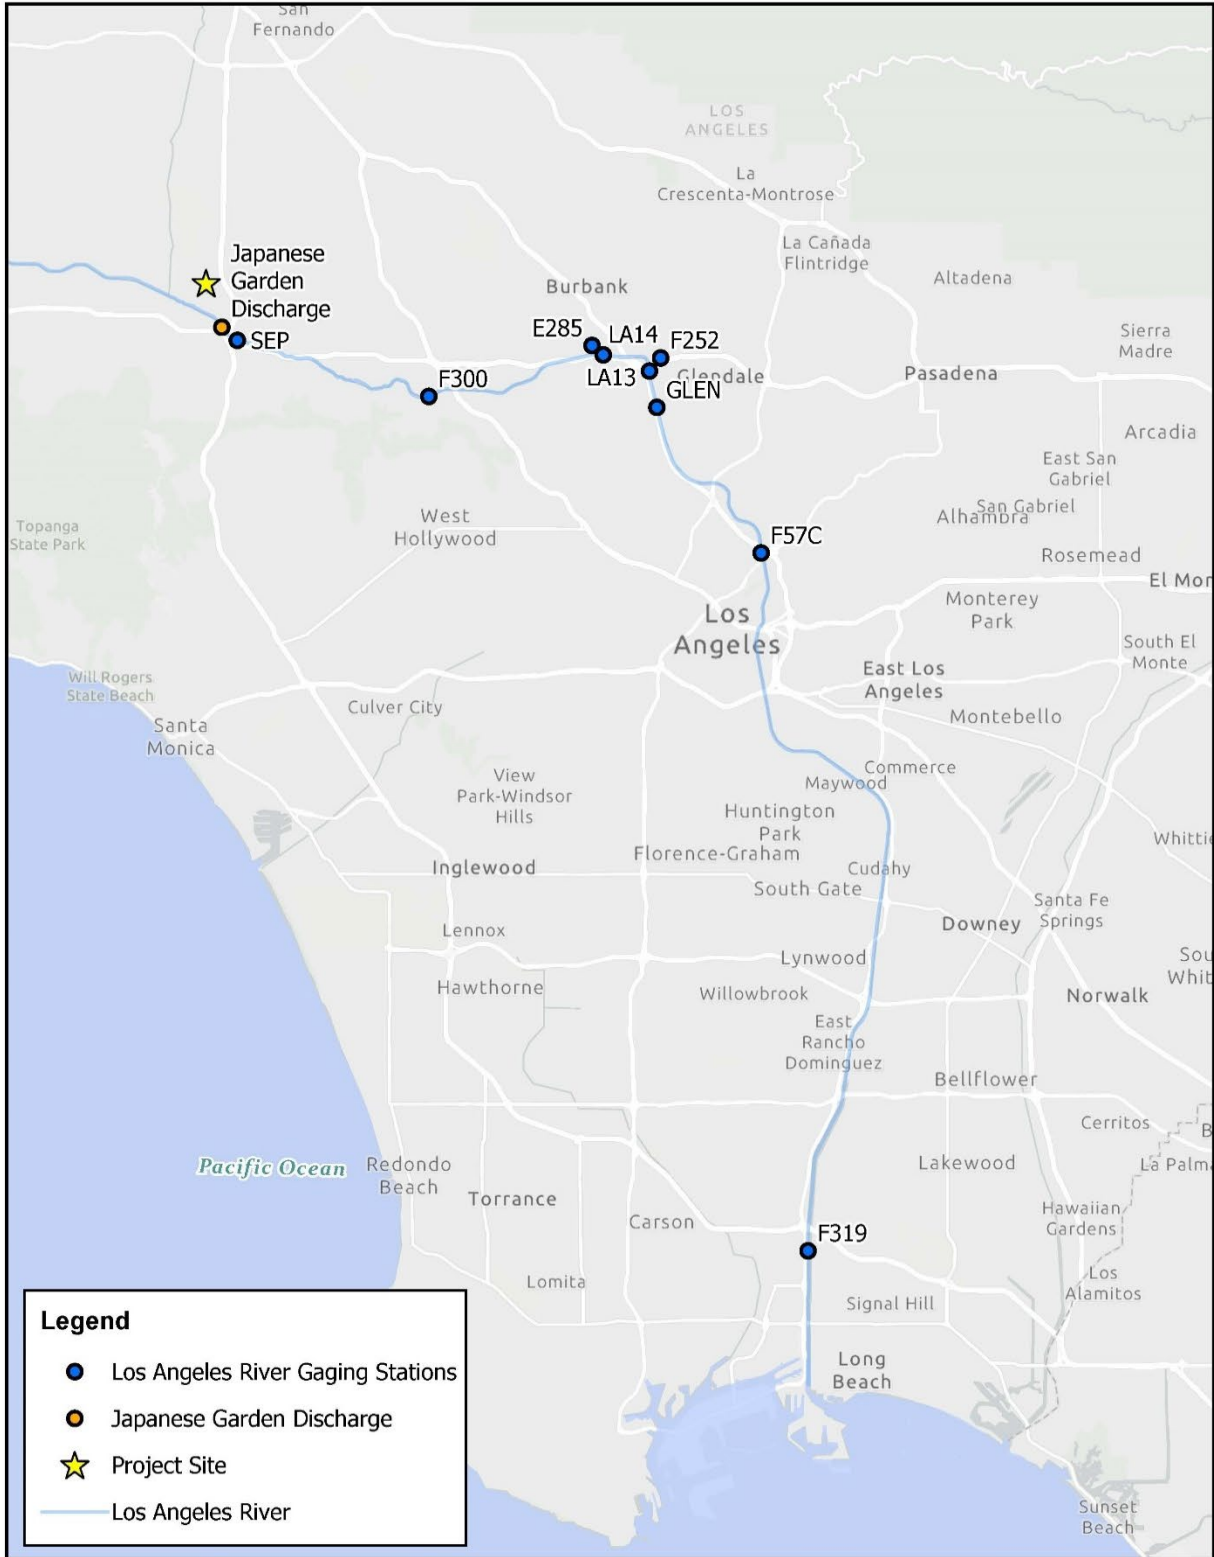 San
Fernando
LOS
ANGELES
La
Crescenta-Montrose
La Cañada
Flintridge
Altadena
Japanese
Garden
Discharge
Burbank
Sierra
Madre
E285
LA14
F252
SEP
LA13
Glendale
Pasadena
F300
GLEN
Arcadia
East San
Gabriel
San Gabriel
Alhambra
West
Hollywood
Topanga
State Park
F57C
Rosemead
El Mon
Monterey
Park
Los
Angeles
South El
Monte
East Los
Angeles
Will Rogers
State Beach
Culver City
Montebello
Santa
Monica
Commerce
Maywood
View
Park-Windsor
Hills
Huntington
Park
Whittie
Florence-Graham
Inglewood
Cudahy
South Gate
Santa Fe
Springs
Downey
Lennox
Lynwood
Sou
Whit
Hawthorne
Willowbrook
Norwalk
East
Rancho
Dominguez
Bellflower
Cerritos
B
Pacific Ocean
Redondo
Beach
Lakewood
La Palma
Torrance
Hawaiian
Gardens
Carson
F319
Lomita
Los
Alamitos
Signal Hill
Long
Beach
Sunset
Beach
Legend
Los Angeles River Gaging Stations
Japanese Garden Discharge
Project Site
Los Angeles River